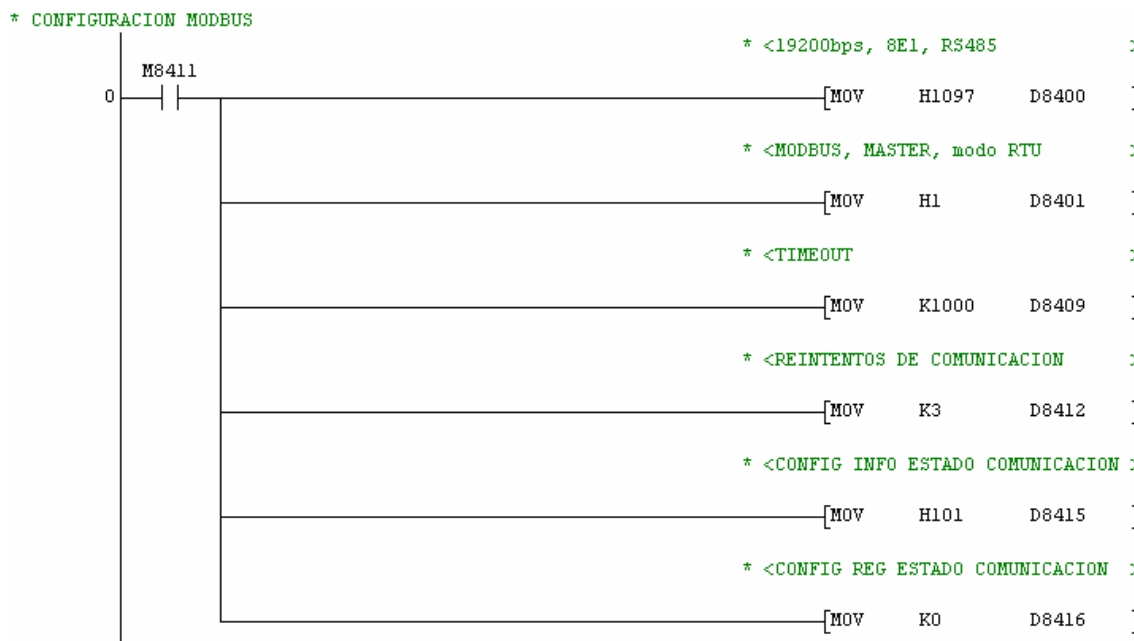 * CONFIGURACION MODBUS
* <19200bps, 8E1, RS485
M8411
0
[MOV H1097 D8400 ]
* <MODBUS, MASTER, modo RTU
[MOV H1 D8401 ]
* <TIMEOUT
[MOV K1000 D8409 ]
* <REINTENTOS DE COMUNICACION
[MOV K3 D8412 ]
* <CONFIG INFO ESTADO COMUNICACION
[MOV H101 D8415 ]
* <CONFIG REG ESTADO COMUNICACION
[MOV K0 D8416 ]